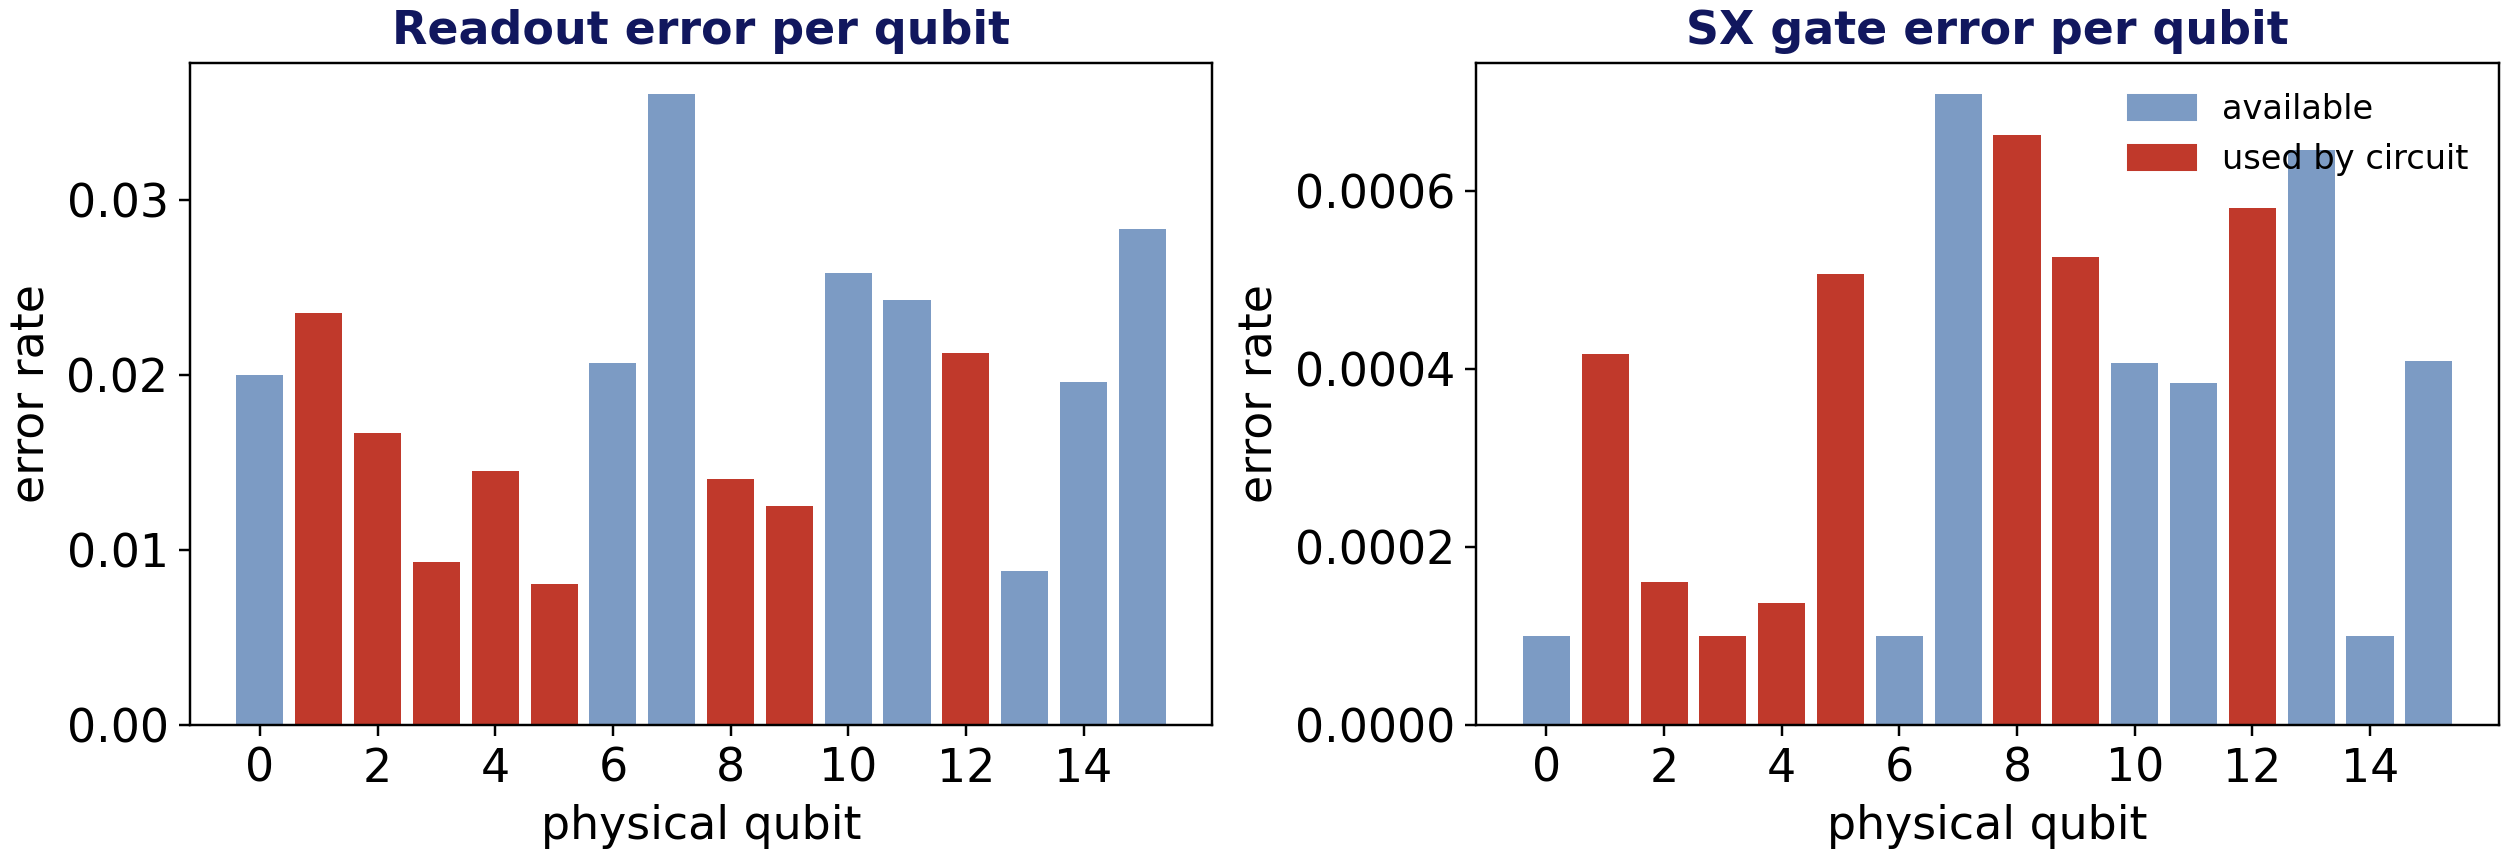 Readout error per qubit
error rate
0.03
0.02
0.01
0.00
0 2 4 6 8 10 12 14
physical qubit
SX gate error per qubit
available
used by circuit
error rate
0.0006
0.0004
0.0002
0.0000
0 2 4 6 8 10 12 14
physical qubit